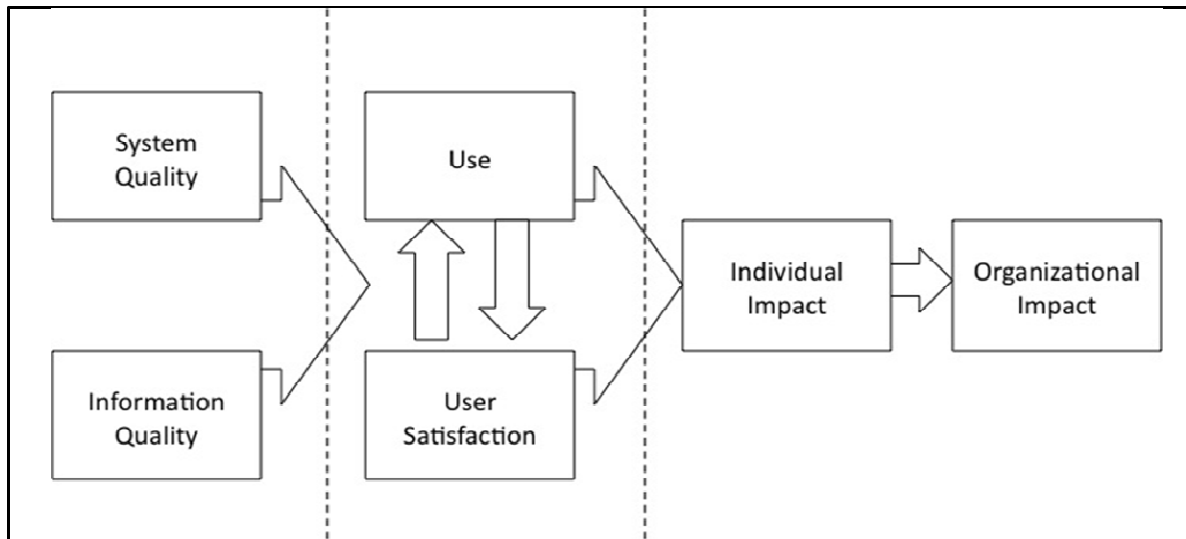 System
Quality
Use
Information
Quality
User
Satisfaction
Individual
Impact
Organizational
Impact